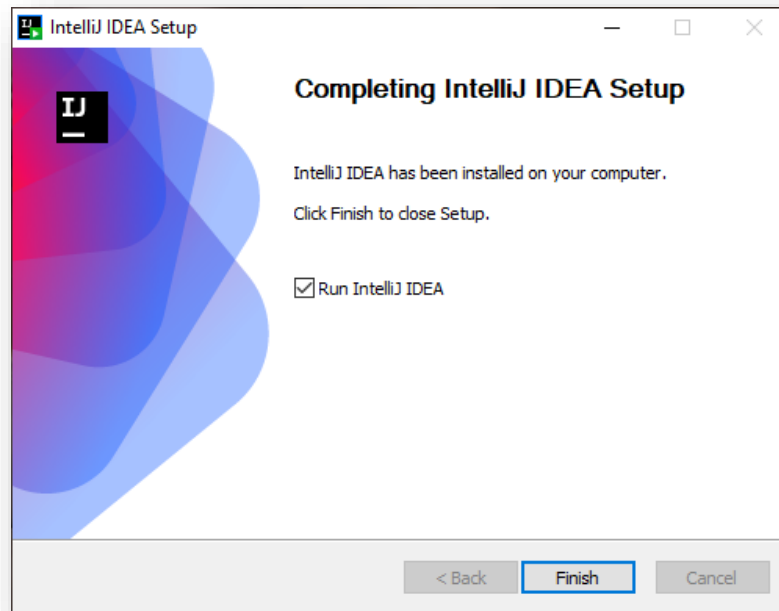 IntelliJ IDEA Setup
Completing IntelliJ IDEA Setup
IJ
IntelliJ IDEA has been installed on your computer.
Click Finish to close Setup.
Run IntelliJ IDEA
< Back Finish Cancel